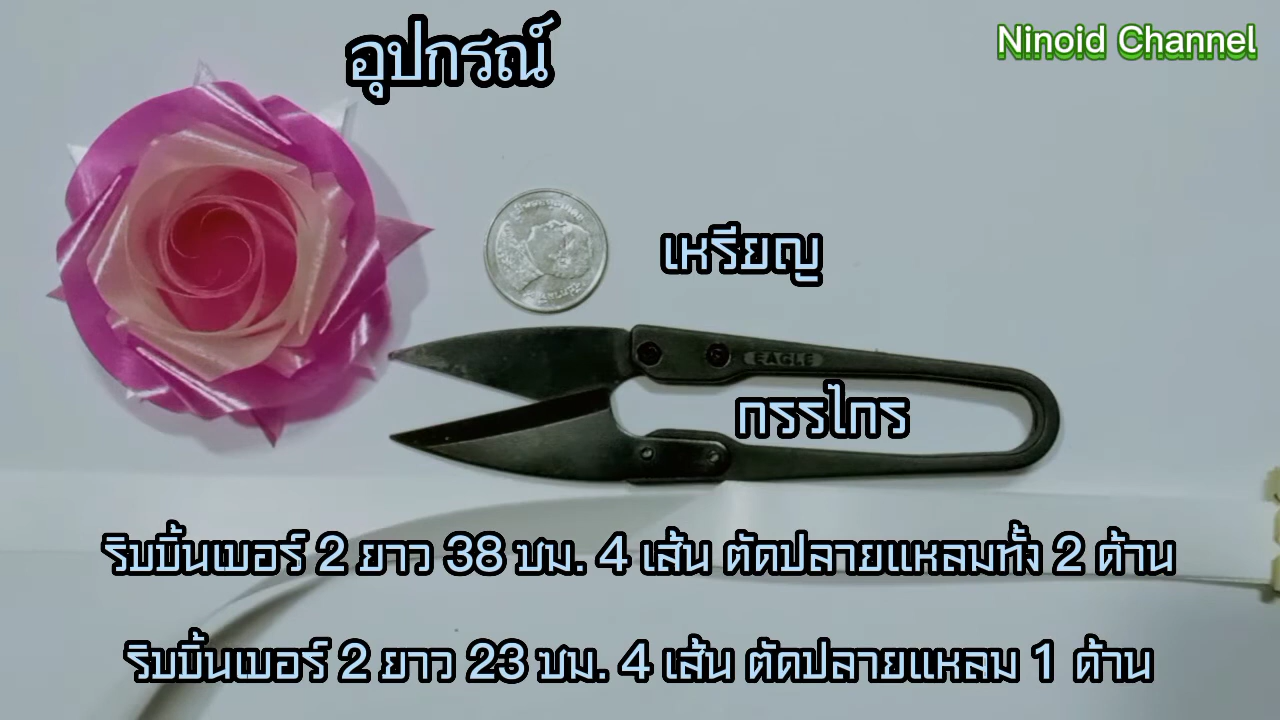 อุปกรณ์
Ninoid Channel
เหรียญ
EAGLE
กรรไกร
ริบบิ้นเบอร์ 2 ยาว 38 ซม. 4 เส้น ตัดปลายแหลมทั้ง 2 ด้าน
ริบบิ้นเบอร์ 2 ยาว 23 ซม. 4 เส้น ตัดปลายแหลม 1 ด้าน